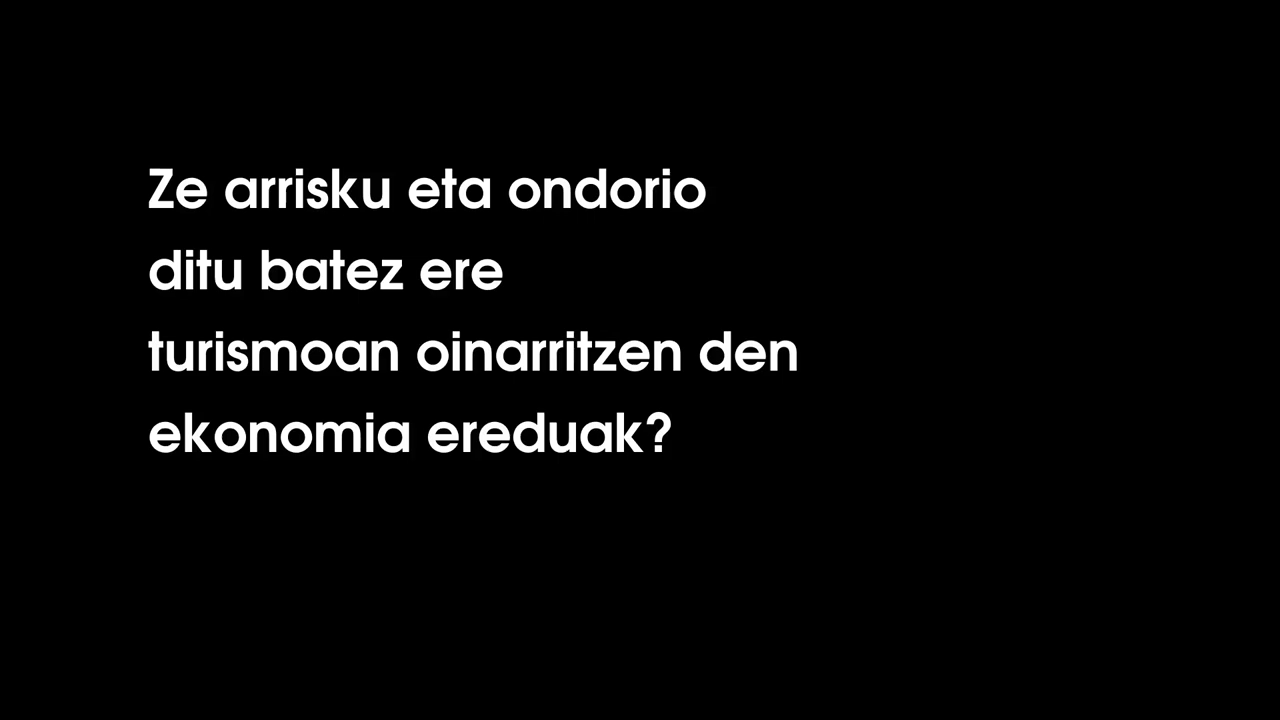 Ze arrisku eta ondorio
ditu batez ere
turismoan oinarritzen den
ekonomia ereduak?